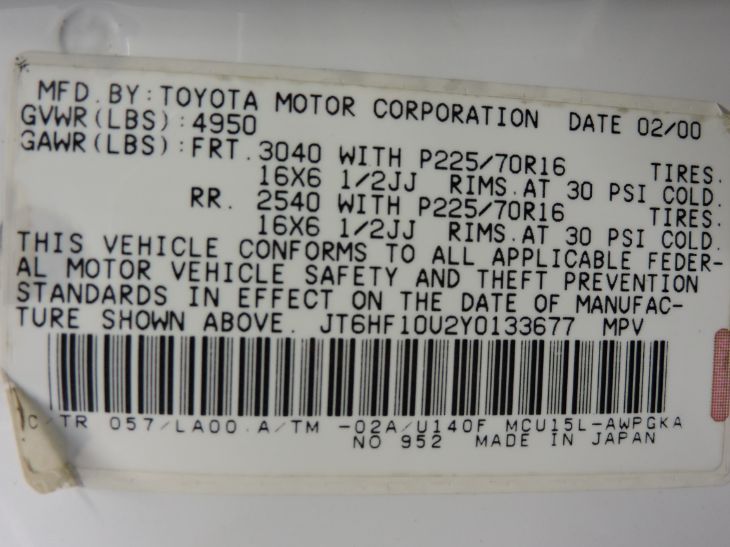 MFD. BY: TOYOTA MOTOR CORPORATION DATE 02/00
GVWR(LBS): 4950
GAWR(LBS): FRT. 3040 WITH P225/70R16 TIRES.
16X6 1/2JJ RIMS. AT 30 PSI COLD.
RR. 2540 WITH P225/70R16 TIRES.
16X6 1/2JJ RIMS. AT 30 PSI COLD.
THIS VEHICLE CONFORMS TO ALL APPLICABLE FEDER-
AL MOTOR VEHICLE SAFETY AND THEFT PREVENTION
STANDARDS IN EFFECT ON THE DATE OF MANUFAC-
TURE SHOWN ABOVE. JT6HF10U2Y0133677 MPV
C/TR 057/LA00 A/TM -02A/U140F MCU15L-AWPGKA
NO 952 MADE IN JAPAN